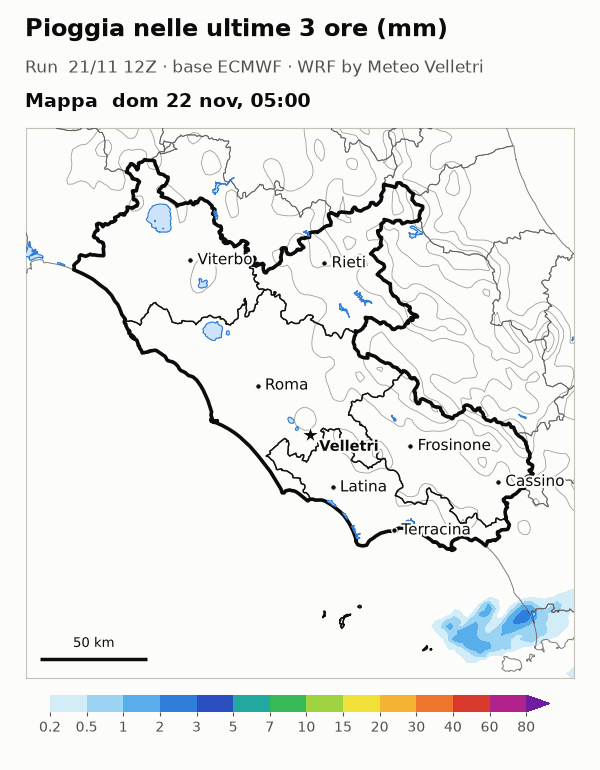 Pioggia nelle ultime 3 ore (mm)
Run  21/11 12Z · base ECMWF · WRF by Meteo Velletri
Mappa  dom 22 nov, 05:00
Viterbo
Rieti
Roma
Velletri
Frosinone
Cassino
Latina
Terracina
50 km
0.2 0.5 1 2 3 5 7 10 15 20 30 40 60 80